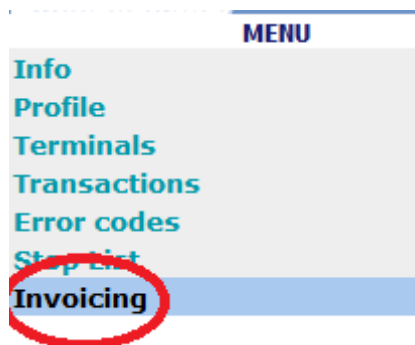 MENU
Info
Profile
Terminals
Transactions
Error codes
Stop List
Invoicing